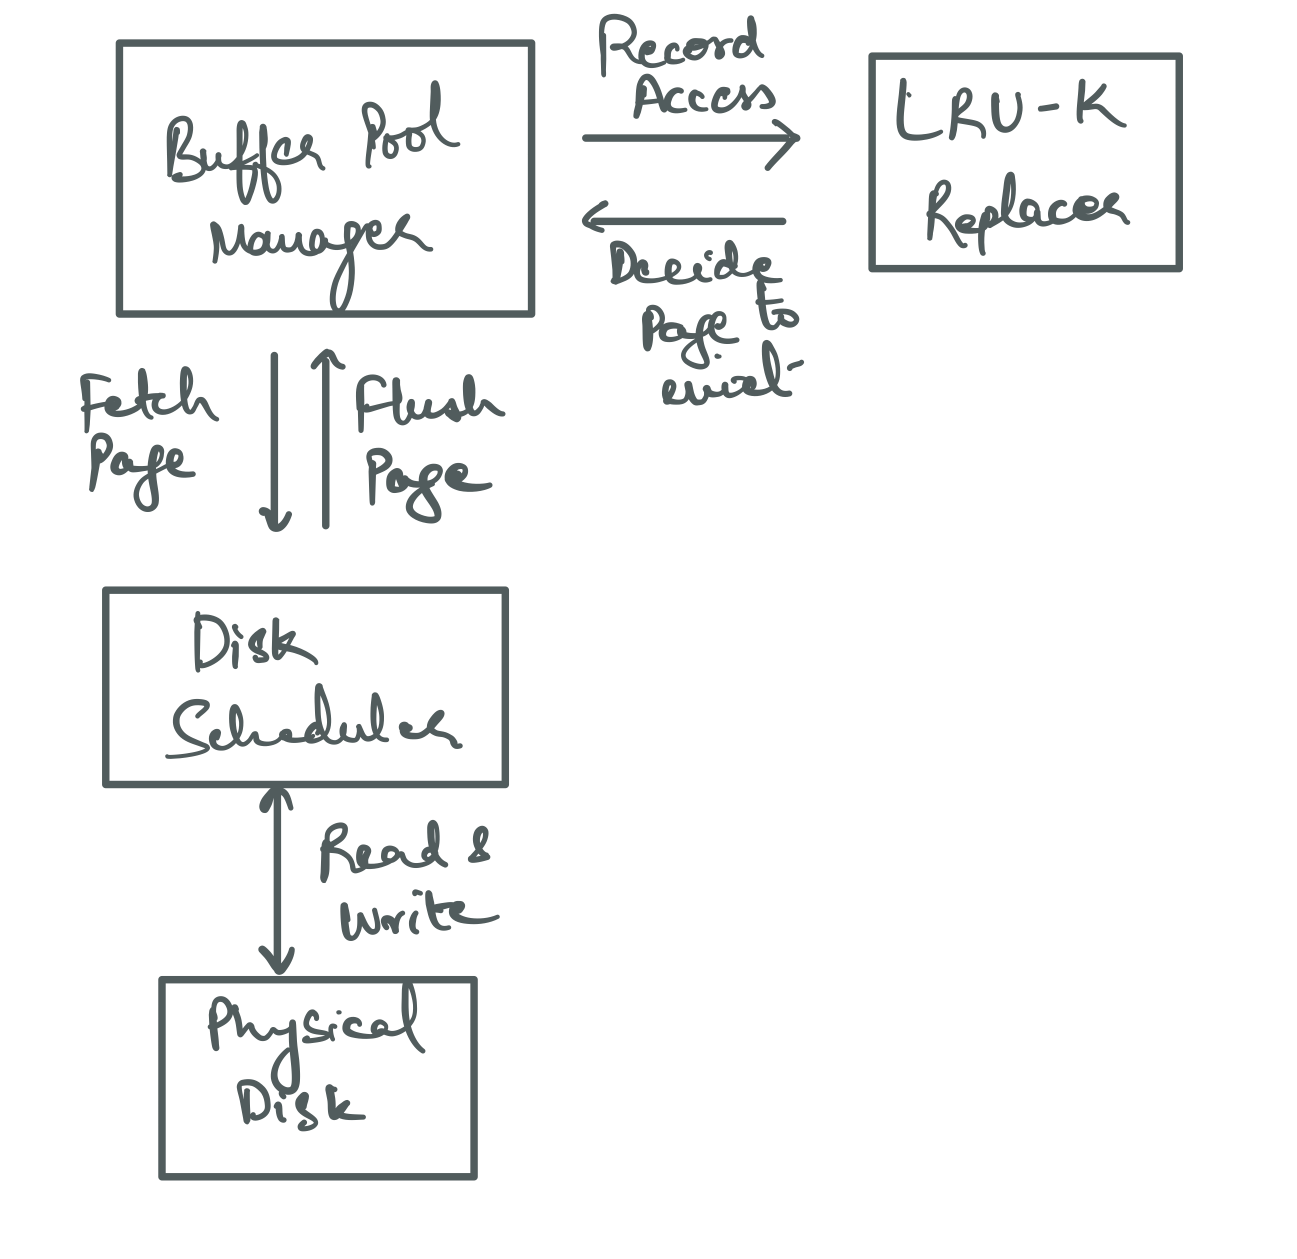 Buffer Pool
Manager
Record
Access
LRU-K
Replacer
Decide
Page to
evict
Fetch
Page
Flush
Page
Disk
Scheduler
Read &
Write
Physical
Disk